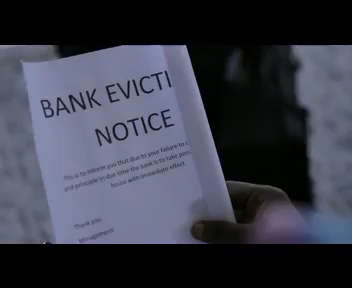 BANK EVICTI
NOTICE
This is to inform you that due to your failure to
and principle in due time the bank is to take
house with immediate effect.
Thank you
Management